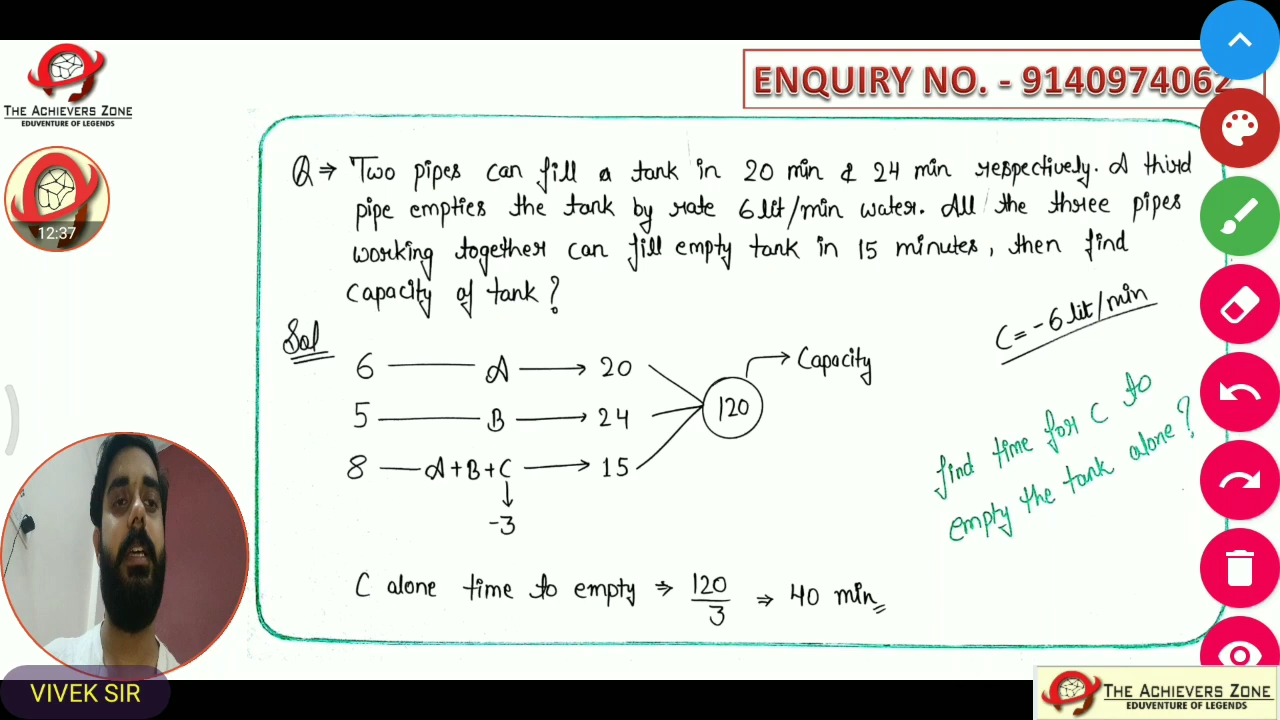 THE ACHIEVERS ZONE
EDUVENTURE OF LEGENDS
ENQUIRY NO. - 9140974062
12:37
Q ⇒ Two pipes can fill a tank in 20 min & 24 min respectively. A third
pipe empties the tank by rate 6 lit/min water. All the three pipes
working together can fill empty tank in 15 minutes, then find
capacity of tank?
Sol
C = -6 lit/min
6 — A → 20
5 — B → 24
8 — A+B+C → 15
-3
120
→ Capacity
find time for C to
empty the tank alone?
C alone time to empty ⇒ 120/3 ⇒ 40 min
VIVEK SIR
THE ACHIEVERS ZONE
EDUVENTURE OF LEGENDS